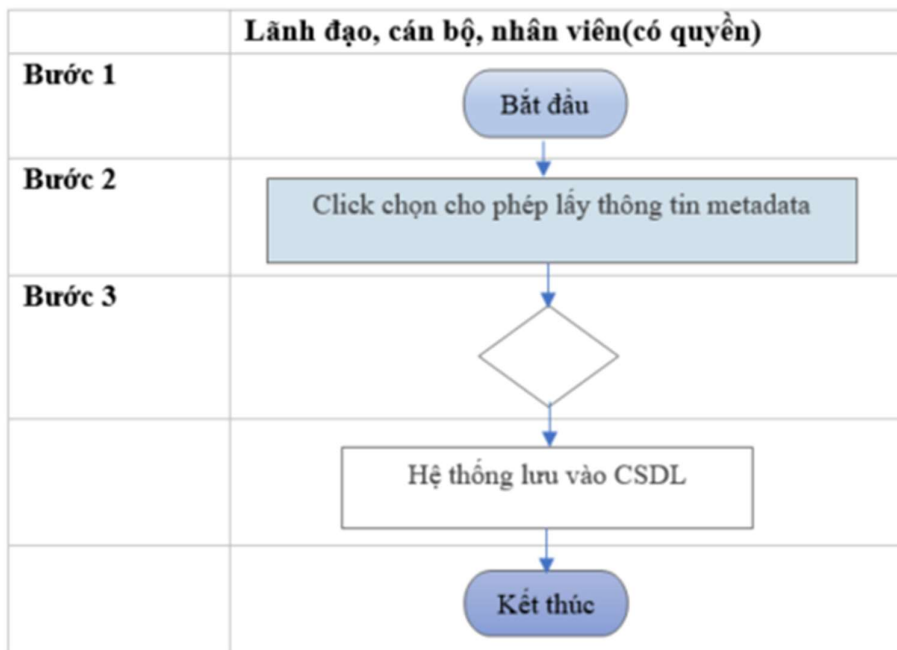 Lãnh đạo, cán bộ, nhân viên(có quyền)
Bước 1
Bắt đầu
Bước 2
Click chọn cho phép lấy thông tin metadata
Bước 3
Hệ thống lưu vào CSDL
Kết thúc